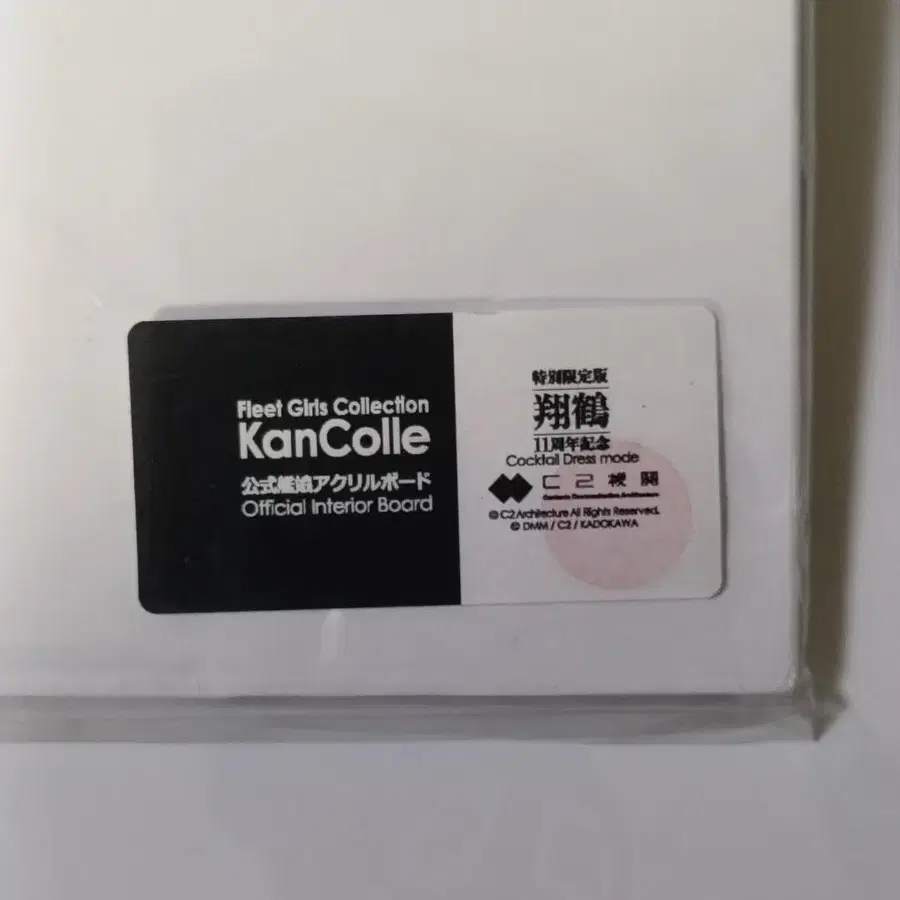 Fleet Girls Collection
KanColle
公式艦娘アクリルボード
Official Interior Board
特別限定版
翔鶴
11周年記念
Cocktail Dress mode
C2機関
© C2 Architecture All Rights Reserved.
© DMM / C2 / KADOKAWA